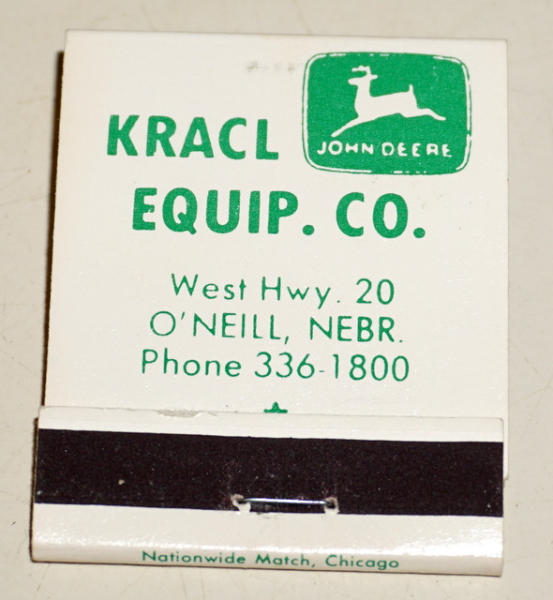 KRACL
JOHN DEERE
EQUIP. CO.
West Hwy. 20
O'NEILL, NEBR.
Phone 336-1800
Nationwide Match, Chicago